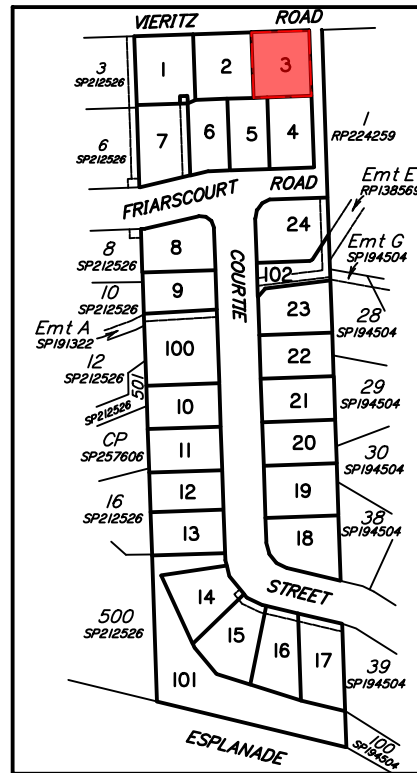 VIERITZ ROAD
3
SP212526
1
2
3
6
SP212526
7
6
5
4
1
RP224259
FRIARSCOURT ROAD
Emt E
RP138569
Emt G
SP194504
8
SP212526
8
COURTIE
24
102
10
SP212526
9
23
28
SP194504
Emt A
SP191322
12
SP212526
501
SP212526
100
22
29
SP194504
10
21
CP
SP257606
11
20
30
SP194504
16
SP212526
12
19
13
18
38
SP194504
STREET
500
SP212526
14
15
16
17
39
SP194504
101
100
SP194504
ESPLANADE